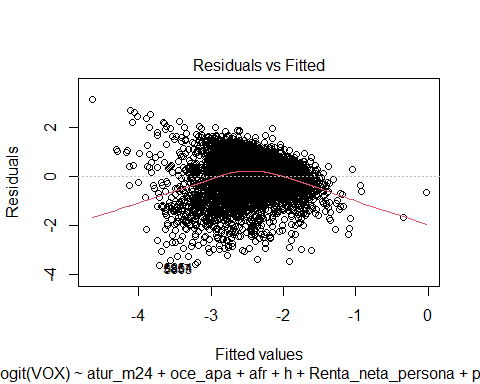 Residuals vs Fitted
Residuals
2
0
-2
-4
-4 -3 -2 -1 0
Fitted values
ogit(VOX) ~ atur_m24 + oce_apa + afr + h + Renta_neta_persona + p